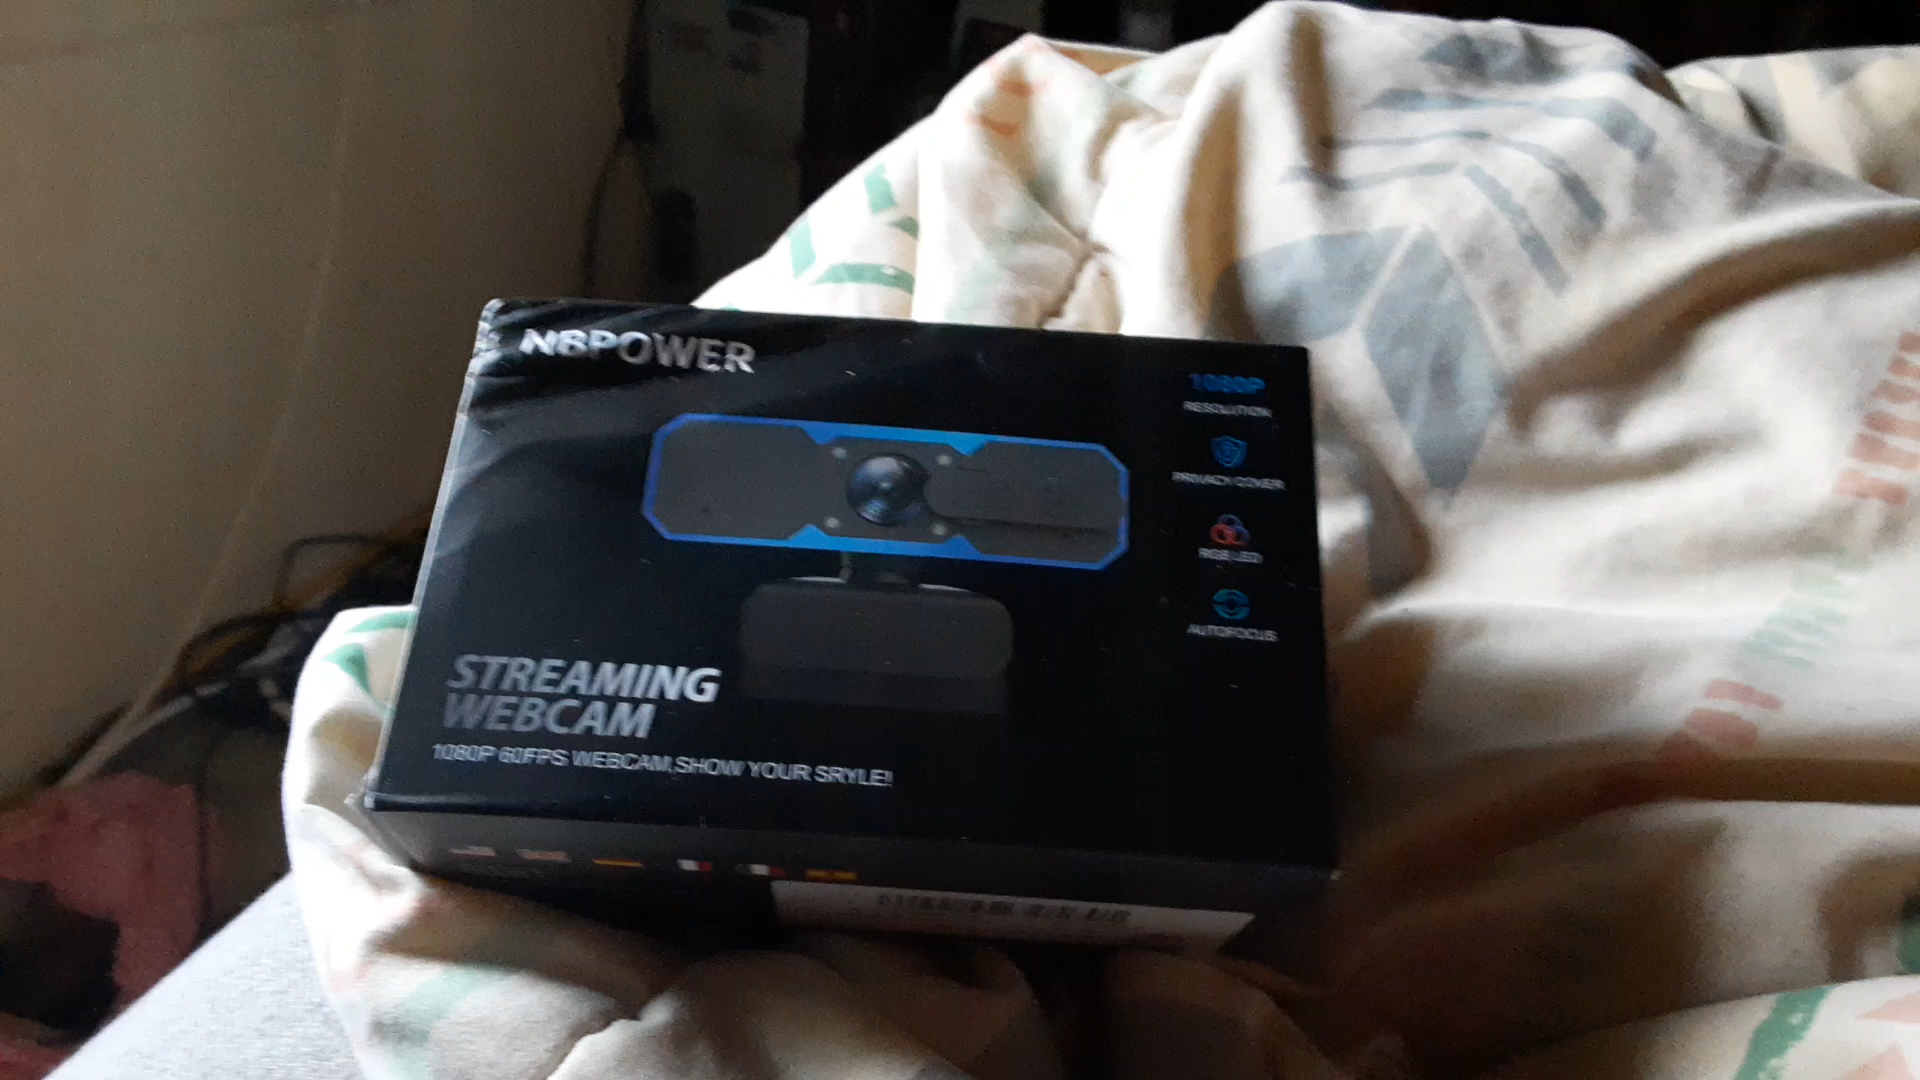 NBPOWER
1080P
RESOLUTION
PRIVACY COVER
RGB LED
AUTOFOCUS
STREAMING
WEBCAM
1080P 60FPS WEBCAM,SHOW YOUR SRYLE!